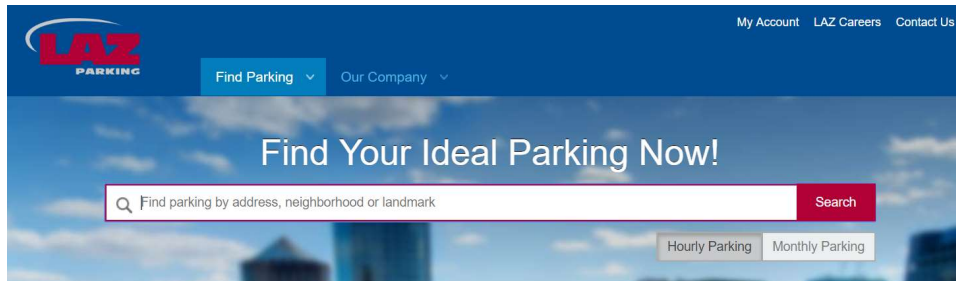 My Account LAZ Careers Contact Us
LAZ
PARKING
Find Parking Our Company
Find Your Ideal Parking Now!
Find parking by address, neighborhood or landmark Search
Hourly Parking Monthly Parking